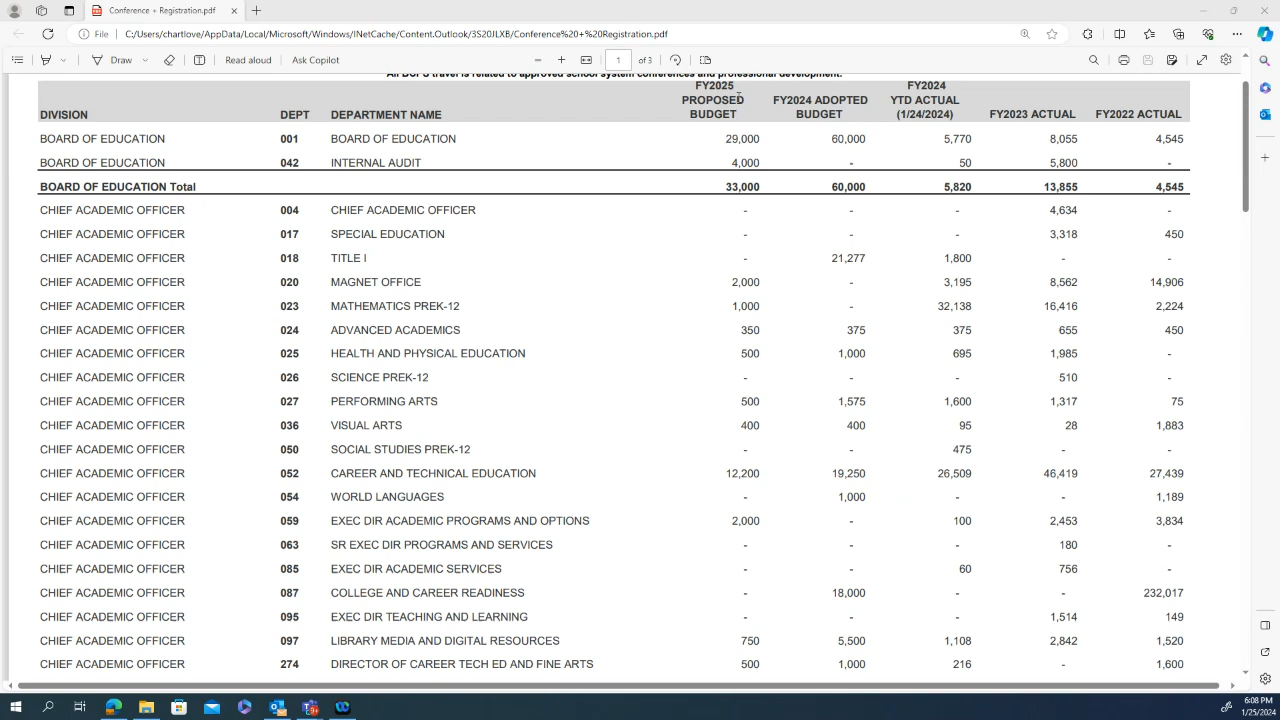 Conference + Registration.pdf
File C:/Users/chartlove/AppData/Local/Microsoft/Windows/INetCache/Content.Outlook/3S20JLXB/Conference%20+%20Registration.pdf
Draw Read aloud Ask Copilot 1 of 3
travel is related to approved school system conferences and professional development.
DIVISION DEPT DEPARTMENT NAME FY2025 PROPOSED BUDGET FY2024 ADOPTED BUDGET FY2024 YTD ACTUAL (1/24/2024) FY2023 ACTUAL FY2022 ACTUAL
BOARD OF EDUCATION 001 BOARD OF EDUCATION 29,000 60,000 5,770 8,055 4,545
BOARD OF EDUCATION 042 INTERNAL AUDIT 4,000 - 50 5,800 -
BOARD OF EDUCATION Total 33,000 60,000 5,820 13,855 4,545
CHIEF ACADEMIC OFFICER 004 CHIEF ACADEMIC OFFICER - - - 4,634 -
CHIEF ACADEMIC OFFICER 017 SPECIAL EDUCATION - - - 3,318 450
CHIEF ACADEMIC OFFICER 018 TITLE I - 21,277 1,800 - -
CHIEF ACADEMIC OFFICER 020 MAGNET OFFICE 2,000 - 3,195 8,562 14,906
CHIEF ACADEMIC OFFICER 023 MATHEMATICS PREK-12 1,000 - 32,138 16,416 2,224
CHIEF ACADEMIC OFFICER 024 ADVANCED ACADEMICS 350 375 375 655 450
CHIEF ACADEMIC OFFICER 025 HEALTH AND PHYSICAL EDUCATION 500 1,000 695 1,985 -
CHIEF ACADEMIC OFFICER 026 SCIENCE PREK-12 - - - 510 -
CHIEF ACADEMIC OFFICER 027 PERFORMING ARTS 500 1,575 1,600 1,317 75
CHIEF ACADEMIC OFFICER 036 VISUAL ARTS 400 400 95 28 1,883
CHIEF ACADEMIC OFFICER 050 SOCIAL STUDIES PREK-12 - - 475 - -
CHIEF ACADEMIC OFFICER 052 CAREER AND TECHNICAL EDUCATION 12,200 19,250 26,509 46,419 27,439
CHIEF ACADEMIC OFFICER 054 WORLD LANGUAGES - 1,000 - - 1,189
CHIEF ACADEMIC OFFICER 059 EXEC DIR ACADEMIC PROGRAMS AND OPTIONS 2,000 - 100 2,453 3,834
CHIEF ACADEMIC OFFICER 063 SR EXEC DIR PROGRAMS AND SERVICES - - - 180 -
CHIEF ACADEMIC OFFICER 085 EXEC DIR ACADEMIC SERVICES - - 60 756 -
CHIEF ACADEMIC OFFICER 087 COLLEGE AND CAREER READINESS - 18,000 - - 232,017
CHIEF ACADEMIC OFFICER 095 EXEC DIR TEACHING AND LEARNING - - - 1,514 149
CHIEF ACADEMIC OFFICER 097 LIBRARY MEDIA AND DIGITAL RESOURCES 750 5,500 1,108 2,842 1,520
CHIEF ACADEMIC OFFICER 274 DIRECTOR OF CAREER TECH ED AND FINE ARTS 500 1,000 216 - 1,600
6:08 PM
1/25/2024